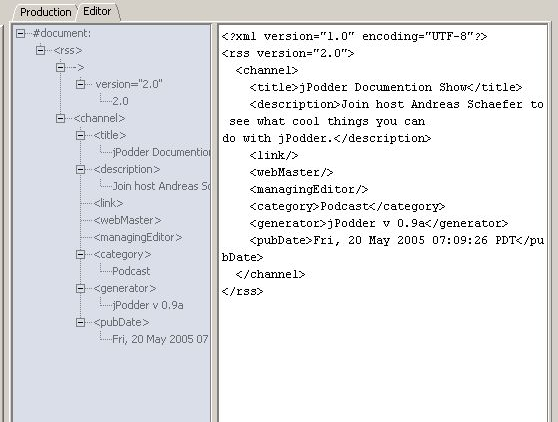 Production Editor
#document:
<rss>
->
version="2.0"
2.0
<channel>
<title>
jPodder Documention
<description>
Join host Andreas Sc
<link>
<webMaster>
<managingEditor>
<category>
Podcast
<generator>
jPodder v 0.9a
<pubDate>
Fri, 20 May 2005 07
<?xml version="1.0" encoding="UTF-8"?>
<rss version="2.0">
<channel>
<title>jPodder Documention Show</title>
<description>Join host Andreas Schaefer to
see what cool things you can
do with jPodder.</description>
<link/>
<webMaster/>
<managingEditor/>
<category>Podcast</category>
<generator>jPodder v 0.9a</generator>
<pubDate>Fri, 20 May 2005 07:09:26 PDT</pu
bDate>
</channel>
</rss>